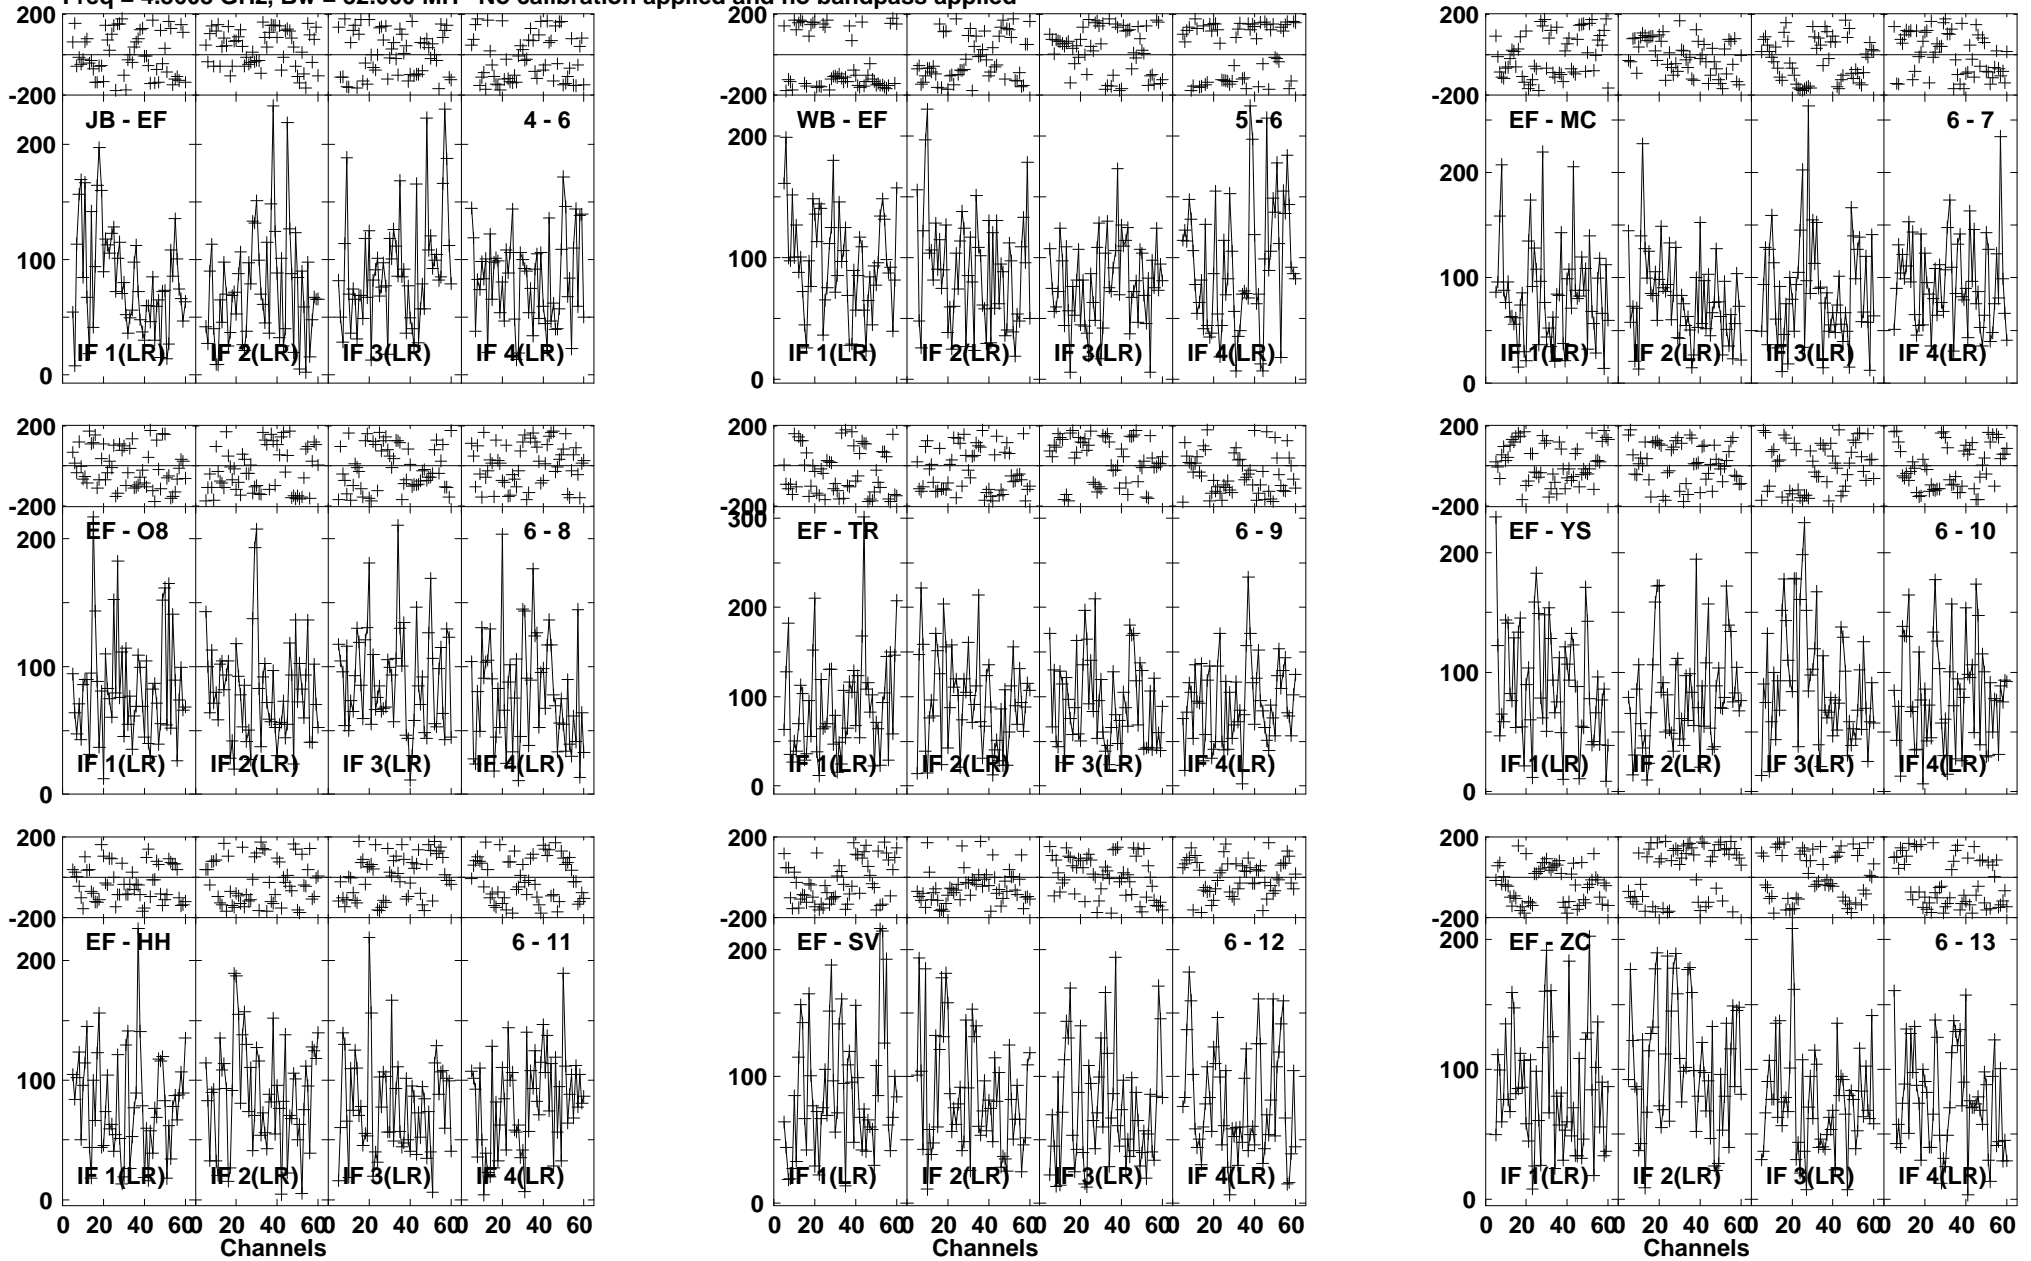 No calibration applied and no bandpass applied
200
-200
JB - EF
4 - 6
200
100
0
IF 1(LR)
IF 2(LR)
IF 3(LR)
IF 4(LR)
200
-200
WB - EF
5 - 6
200
100
0
IF 1(LR)
IF 2(LR)
IF 3(LR)
IF 4(LR)
200
-200
EF - MC
6 - 7
200
100
0
IF 1(LR)
IF 2(LR)
IF 3(LR)
IF 4(LR)
200
-200
EF - O8
6 - 8
200
100
0
IF 1(LR)
IF 2(LR)
IF 3(LR)
IF 4(LR)
200
-200
300
EF - TR
6 - 9
200
100
0
IF 1(LR)
IF 2(LR)
IF 3(LR)
IF 4(LR)
200
-200
EF - YS
6 - 10
200
100
0
IF 1(LR)
IF 2(LR)
IF 3(LR)
IF 4(LR)
200
-200
EF - HH
6 - 11
200
100
0
IF 1(LR)
IF 2(LR)
IF 3(LR)
IF 4(LR)
0 20 40 60 0 20 40 60 0 20 40 60 0 20 40 60
Channels
200
-200
EF - SV
6 - 12
200
100
0
IF 1(LR)
IF 2(LR)
IF 3(LR)
IF 4(LR)
0 20 40 60 0 20 40 60 0 20 40 60 0 20 40 60
Channels
200
-200
EF - ZC
6 - 13
200
100
0
IF 1(LR)
IF 2(LR)
IF 3(LR)
IF 4(LR)
0 20 40 60 0 20 40 60 0 20 40 60 0 20 40 60
Channels